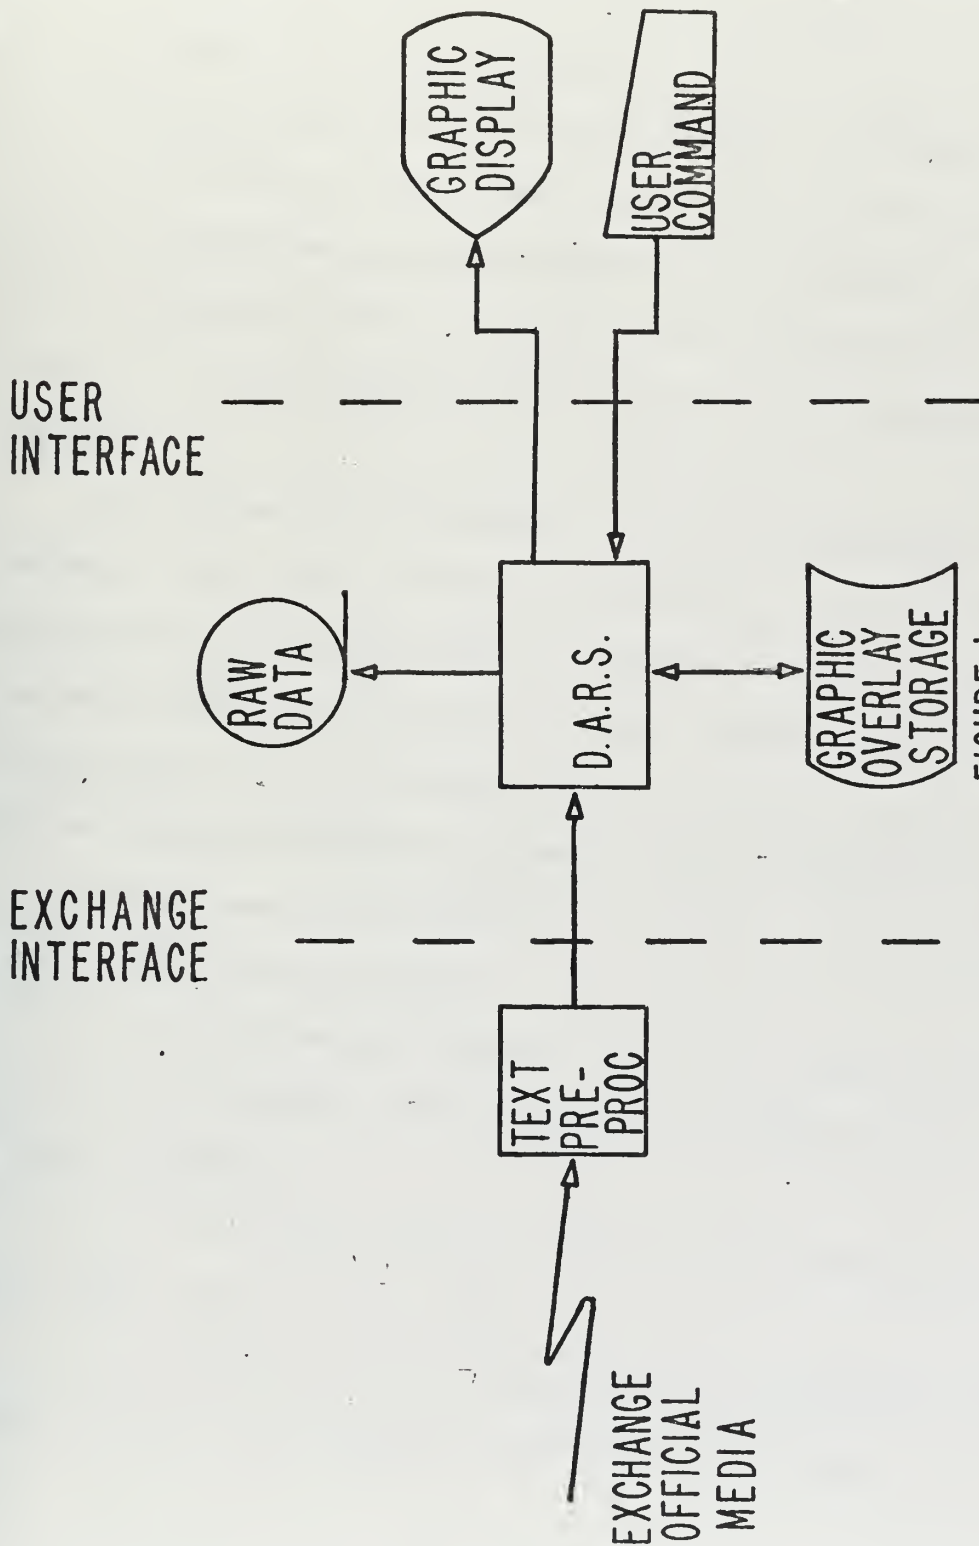 EXCHANGE
INTERFACE
USER
INTERFACE
EXCHANGE
OFFICIAL
MEDIA
TEXT
PRE-
PROC
RAW
DATA
D.A.R.S.
GRAPHIC
OVERLAY
STORAGE
GRAPHIC
DISPLAY
USER
COMMAND